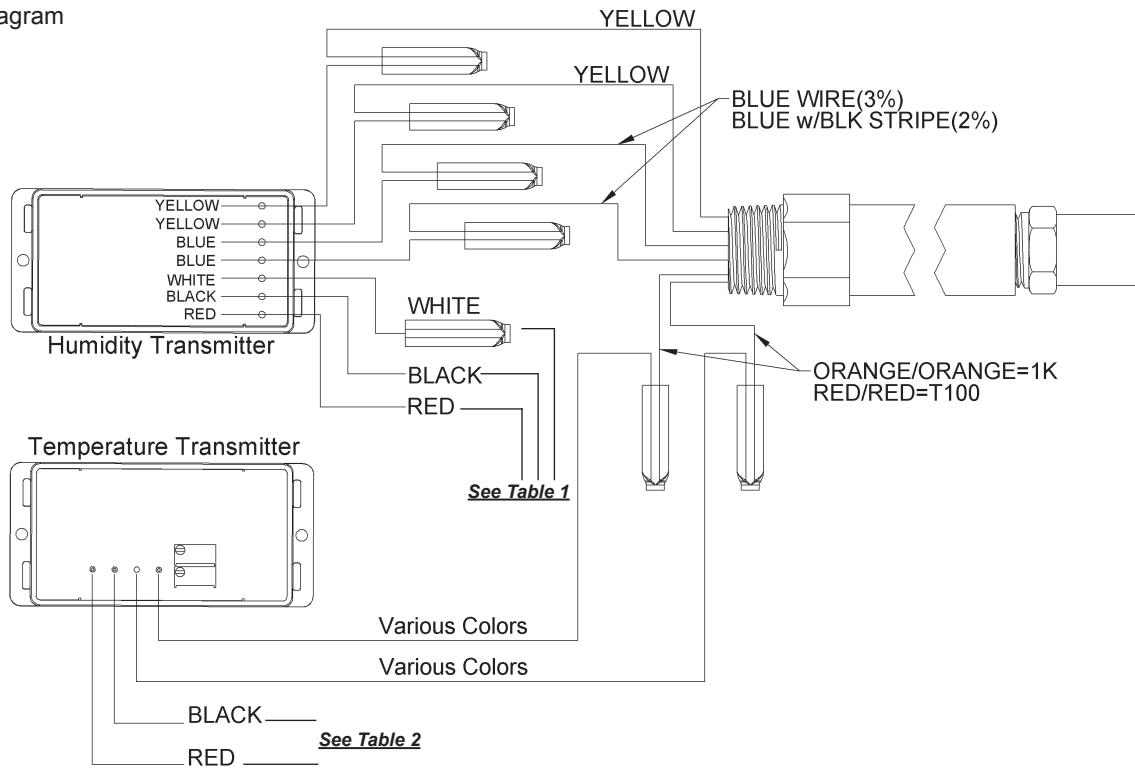 agram
YELLOW
YELLOW
BLUE WIRE(3%)
BLUE w/BLK STRIPE(2%)
YELLOW
YELLOW
BLUE
BLUE
WHITE
BLACK
RED
Humidity Transmitter
WHITE
BLACK
RED
See Table 1
ORANGE/ORANGE=1K
RED/RED=T100
Temperature Transmitter
Various Colors
Various Colors
BLACK
RED
See Table 2